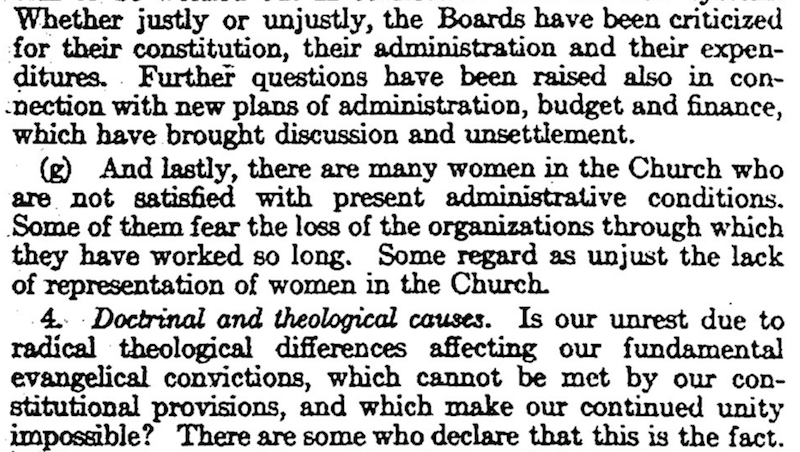 Whether justly or unjustly, the Boards have been criticized
for their constitution, their administration and their expen-
ditures. Further questions have been raised also in con-
nection with new plans of administration, budget and finance,
which have brought discussion and unsettlement.
(g) And lastly, there are many women in the Church who
are not satisfied with present administrative conditions.
Some of them fear the loss of the organizations through which
they have worked so long. Some regard as unjust the lack
of representation of women in the Church.
4. Doctrinal and theological causes. Is our unrest due to
radical theological differences affecting our fundamental
evangelical convictions, which cannot be met by our con-
stitutional provisions, and which make our continued unity
impossible? There are some who declare that this is the fact.